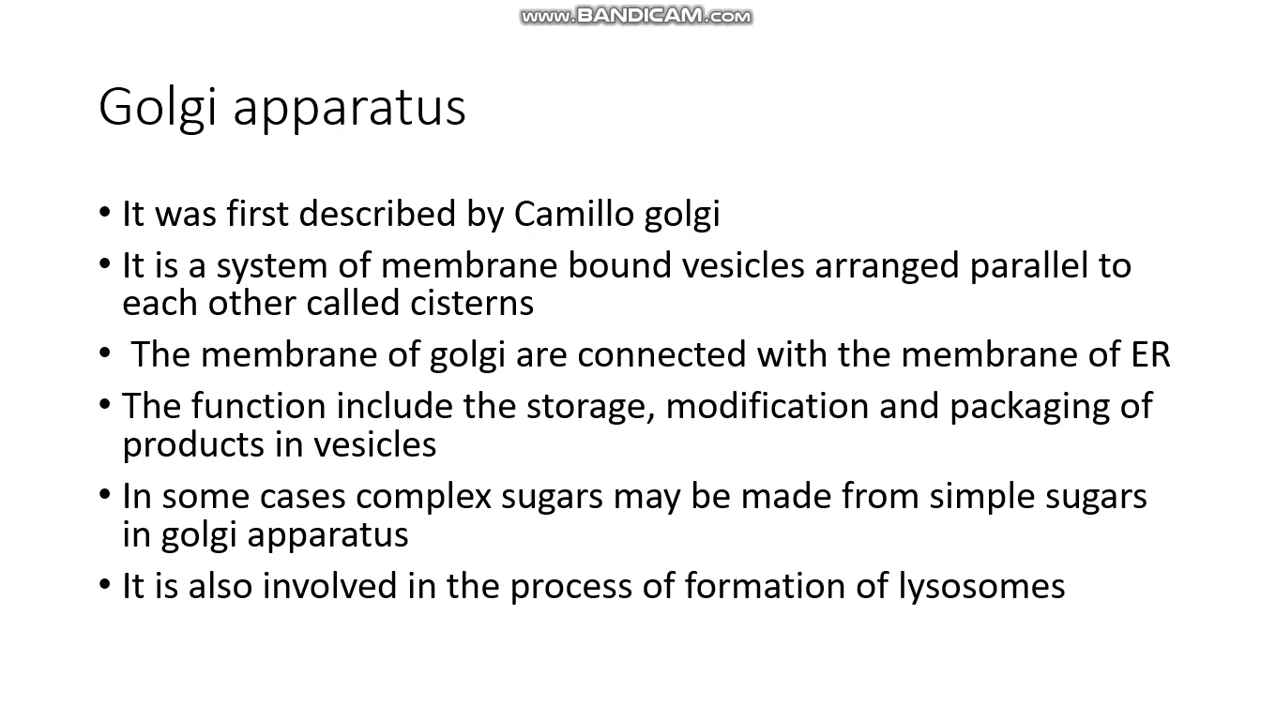 www.BANDICAM.com
Golgi apparatus
• It was first described by Camillo golgi
• It is a system of membrane bound vesicles arranged parallel to
each other called cisterns
• The membrane of golgi are connected with the membrane of ER
• The function include the storage, modification and packaging of
products in vesicles
• In some cases complex sugars may be made from simple sugars
in golgi apparatus
• It is also involved in the process of formation of lysosomes